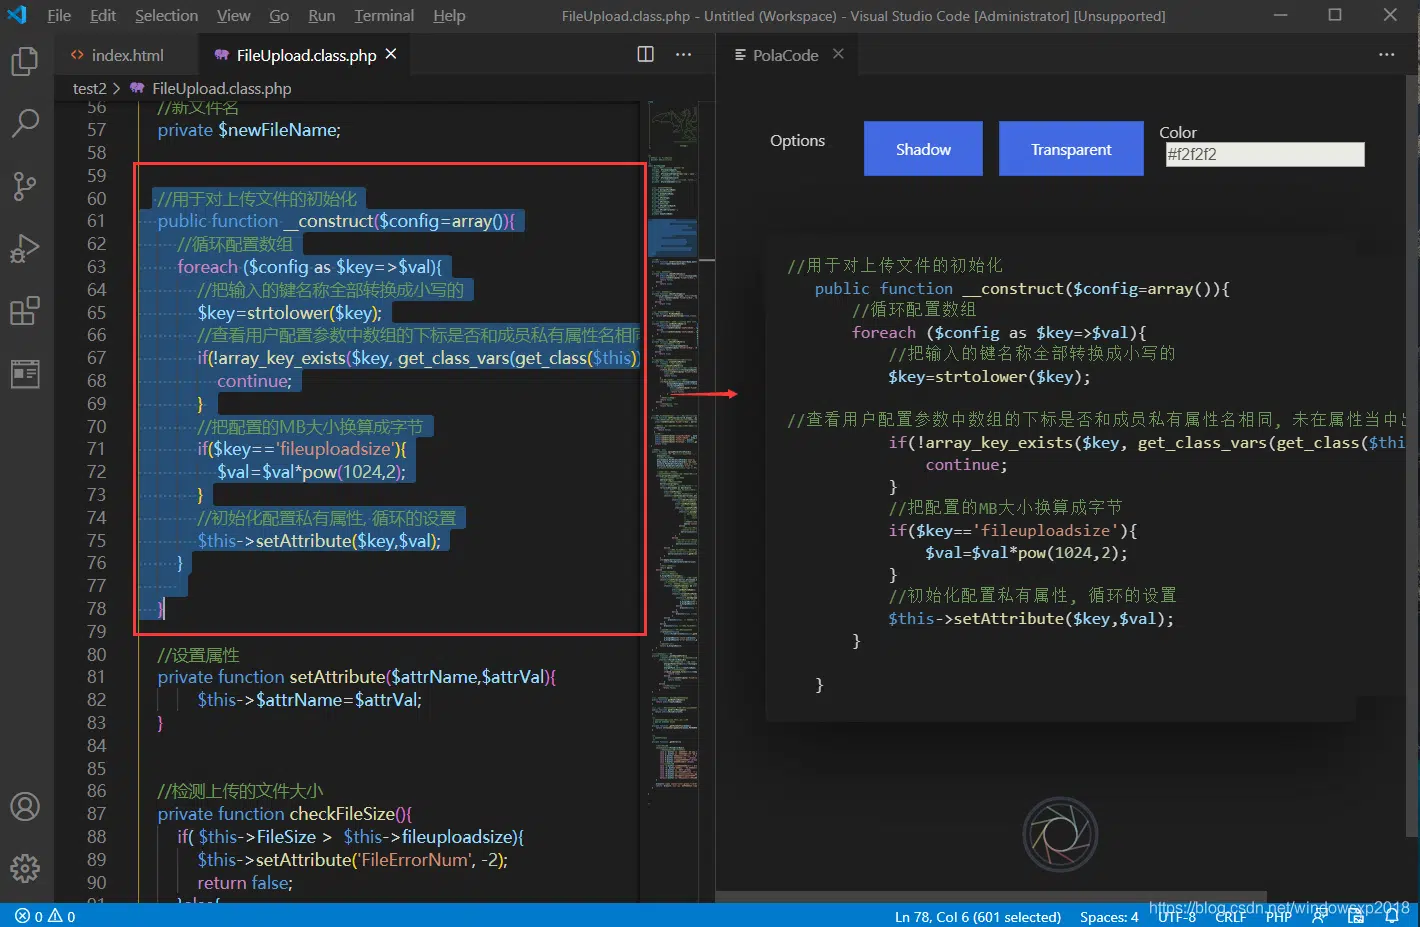 File Edit Selection View Go Run Terminal Help
FileUpload.class.php - Untitled (Workspace) - Visual Studio Code [Administrator] [Unsupported]
index.html
FileUpload.class.php
test2 > FileUpload.class.php
56 //新文件名
57 private $newFileName;
58
59
60 //用于对上传文件的初始化
61 public function __construct($config=array()){
62 //循环配置数组
63 foreach ($config as $key=>$val){
64 //把输入的键名称全部转换成小写的
65 $key=strtolower($key);
66 //查看用户配置参数中数组的下标是否和成员私有属性名相同
67 if(!array_key_exists($key, get_class_vars(get_class($this))
68 continue;
69 }
70 //把配置的MB大小换算成字节
71 if($key=='fileuploadsize'){
72 $val=$val*pow(1024,2);
73 }
74 //初始化配置私有属性, 循环的设置
75 $this->setAttribute($key,$val);
76 }
77
78 }
79
80 //设置属性
81 private function setAttribute($attrName,$attrVal){
82 $this->$attrName=$attrVal;
83 }
84
85
86 //检测上传的文件大小
87 private function checkFileSize(){
88 if( $this->FileSize > $this->fileuploadsize){
89 $this->setAttribute('FileErrorNum', -2);
90 return false;
91 }else{
PolaCode
Options
Shadow
Transparent
Color
#f2f2f2
//用于对上传文件的初始化
public function __construct($config=array()){
//循环配置数组
foreach ($config as $key=>$val){
//把输入的键名称全部转换成小写的
$key=strtolower($key);
//查看用户配置参数中数组的下标是否和成员私有属性名相同, 未在属性当中出
if(!array_key_exists($key, get_class_vars(get_class($thi
continue;
}
//把配置的MB大小换算成字节
if($key=='fileuploadsize'){
$val=$val*pow(1024,2);
}
//初始化配置私有属性, 循环的设置
$this->setAttribute($key,$val);
}
}
0 0
Ln 78, Col 6 (601 selected) Spaces: 4 UTF-8 CRLF PHP
https://blog.csdn.net/windowsxp2018